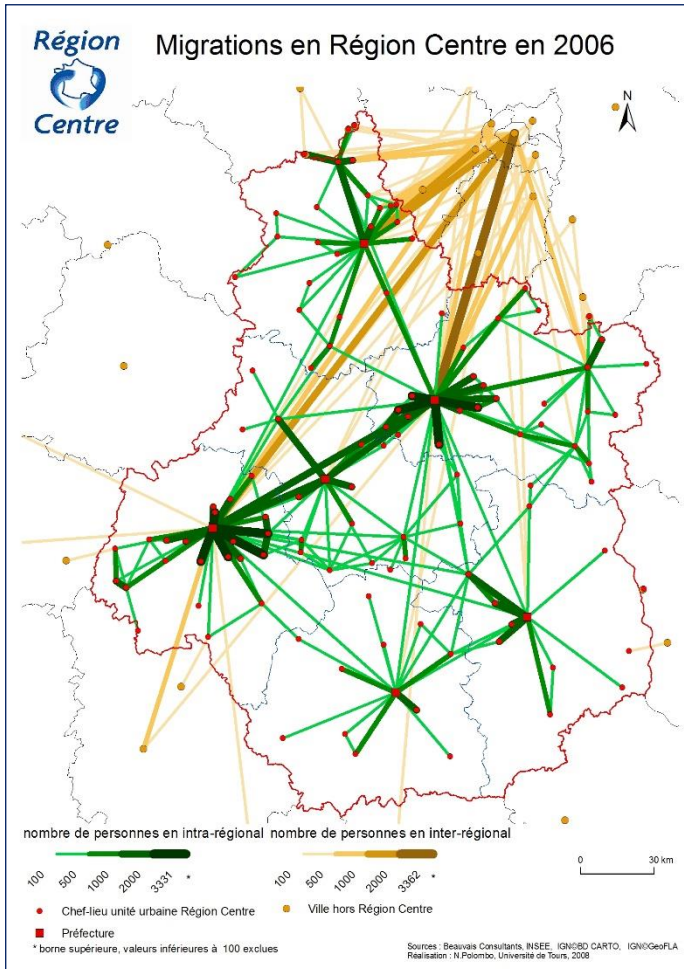 Région
Centre
Migrations en Région Centre en 2006
N
nombre de personnes en intra-régional
100
500
1000
2000
3331
*
nombre de personnes en inter-régional
100
500
1000
2000
3362
*
0
30 km
Chef-lieu unité urbaine Région Centre
Ville hors Région Centre
Préfecture
* borne supérieure, valeurs inférieures à 100 exclues
Sources : Beauvais Consultants, INSEE, IGN©BD CARTO, IGN©GeoFLA
Réalisation : N.Polombo, Université de Tours, 2008